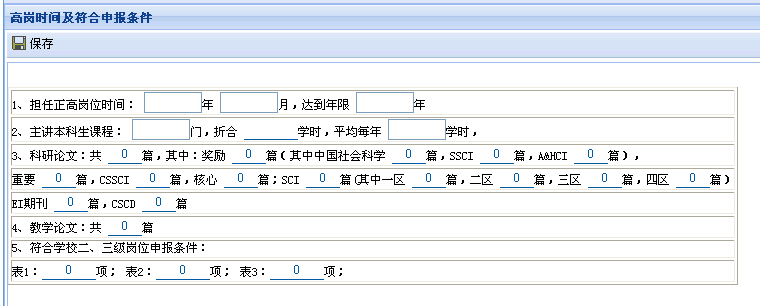 高岗时间及符合申报条件
保存
1、担任正高岗位时间： 年 月，达到年限 年
2、主讲本科生课程： 门，折合 学时，平均每年 学时，
3、科研论文：共 0 篇，其中：奖励 0 篇（其中中国社会科学 0 篇，SSCI 0 篇，A&HCI 0 篇），
重要 0 篇，CSSCI 0 篇，核心 0 篇；SCI 0 篇（其中一区 0 篇，二区 0 篇，三区 0 篇，四区 0 篇）
EI期刊 0 篇，CSCD 0 篇
4、教学论文：共 0 篇
5、符合学校二、三级岗位申报条件：
表1： 0 项； 表2： 0 项； 表3： 0 项；